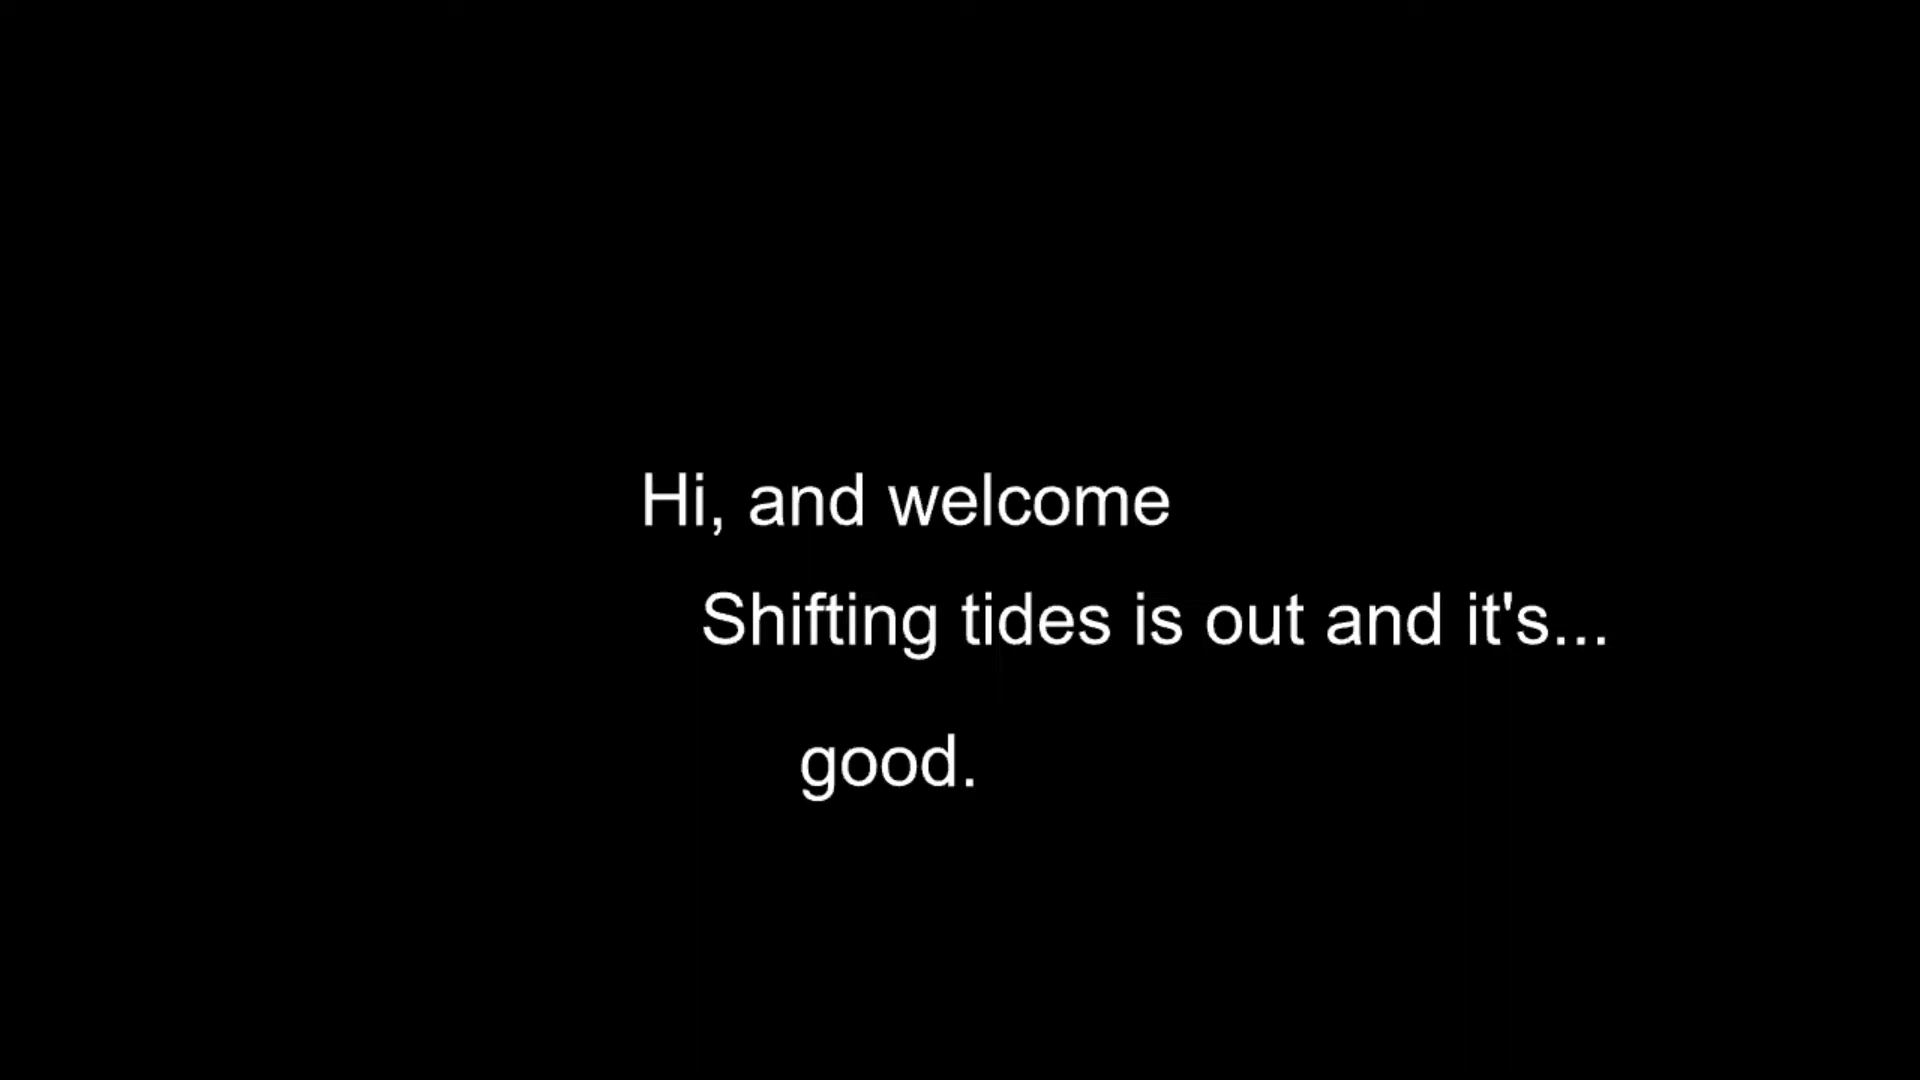 Hi, and welcome
Shifting tides is out and it's...
good.